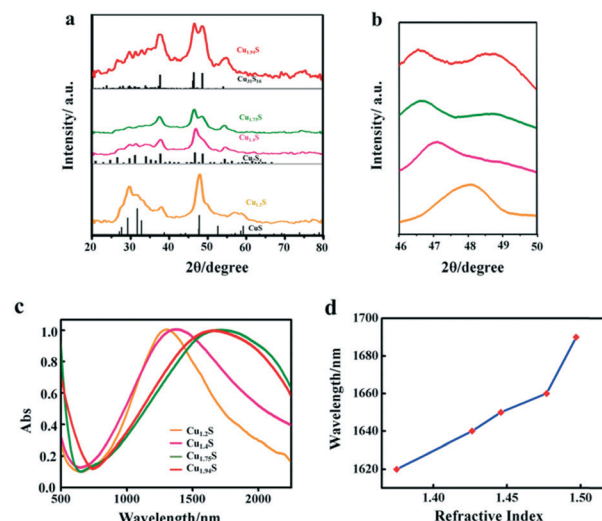 a
Intensity/ a.u.
Cu1.94S
Cu31S16
Cu1.75S
Cu1.4S
Cu7S4
Cu1.2S
CuS
20 30 40 50 60 70 80
2θ/degree
b
Intensity/ a.u.
46 47 48 49 50
2θ/degree
c
Abs
1.0
0.8
0.6
0.4
0.2
0.0
Cu1.2S
Cu1.4S
Cu1.75S
Cu1.94S
500 1000 1500 2000
Wavelength/nm
d
Wavelength/nm
1700
1660
1620
1.40 1.45 1.50
Refractive Index